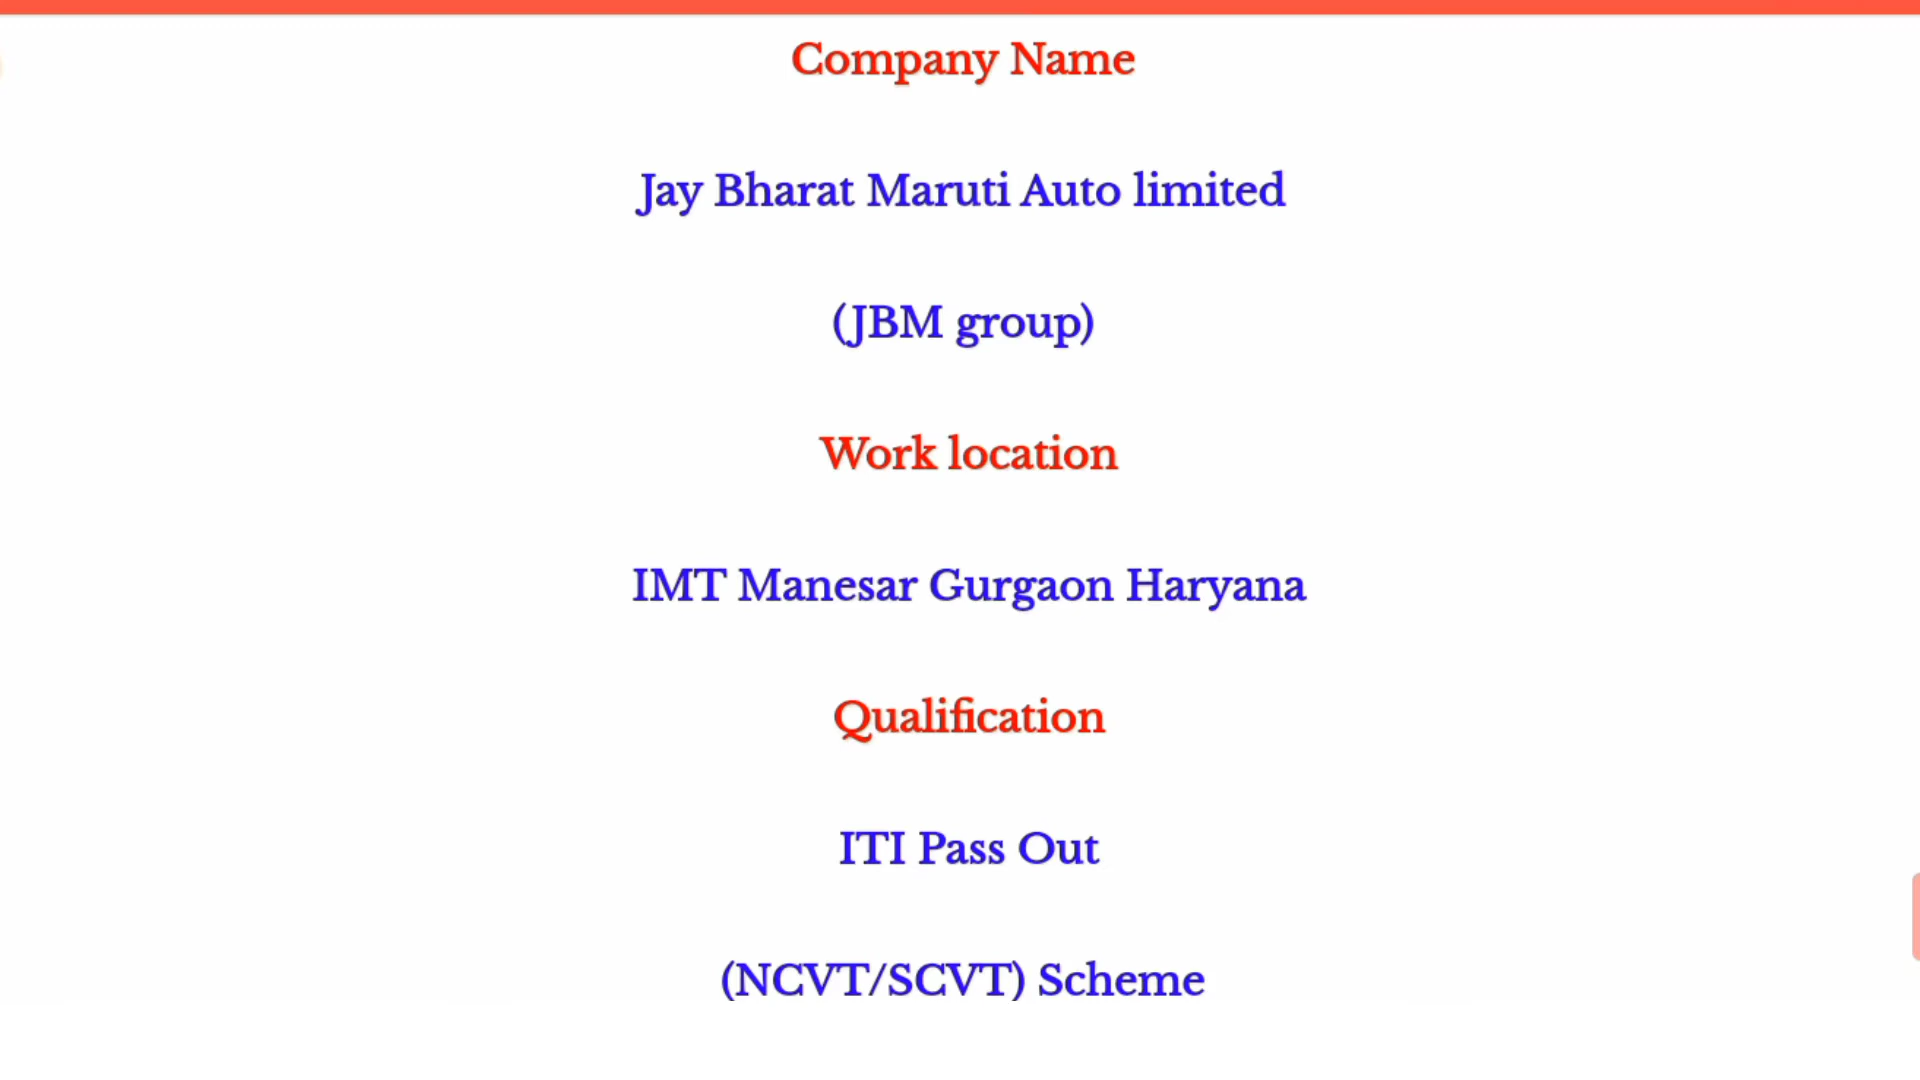 Company Name
Jay Bharat Maruti Auto limited
(JBM group)
Work location
IMT Manesar Gurgaon Haryana
Qualification
ITI Pass Out
(NCVT/SCVT) Scheme